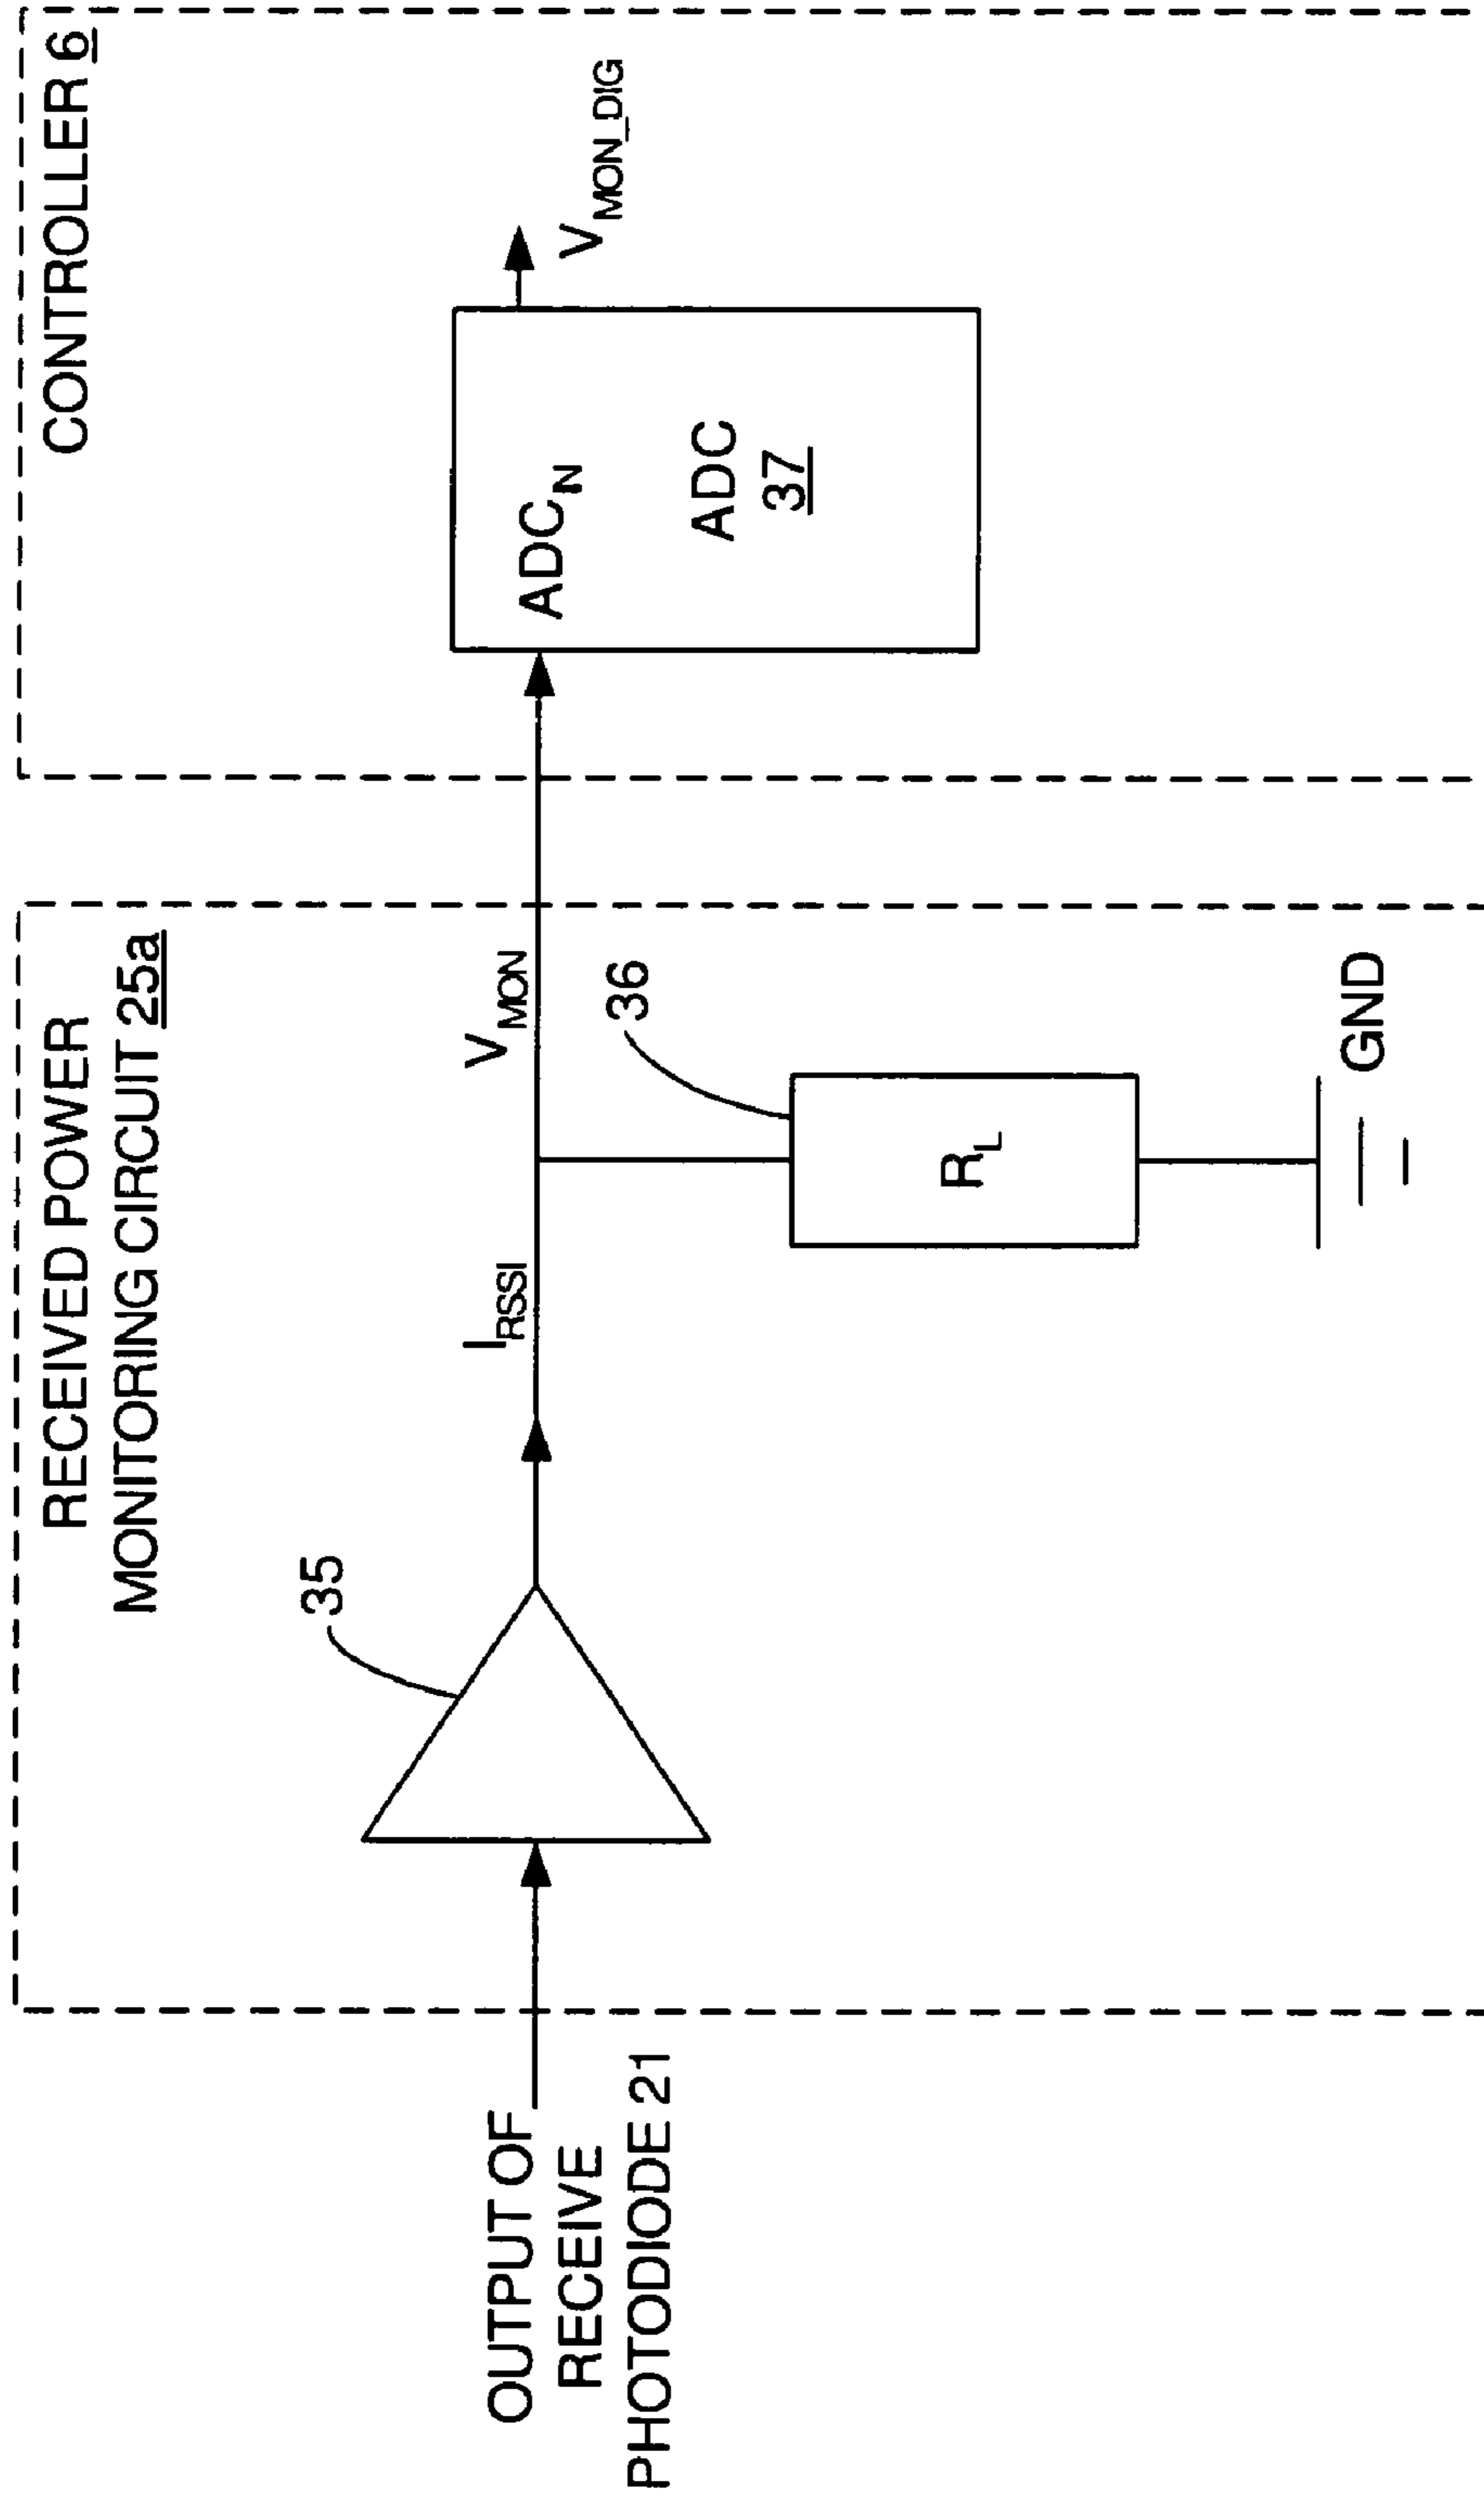 OUTPUT OF
RECEIVE
PHOTODIODE 21
RECEIVED POWER
MONITORING CIRCUIT 25a
35
I_RSSI
V_MON
36
R_L
GND
CONTROLLER 6
ADC_N
ADC
37
V_MON_DIG